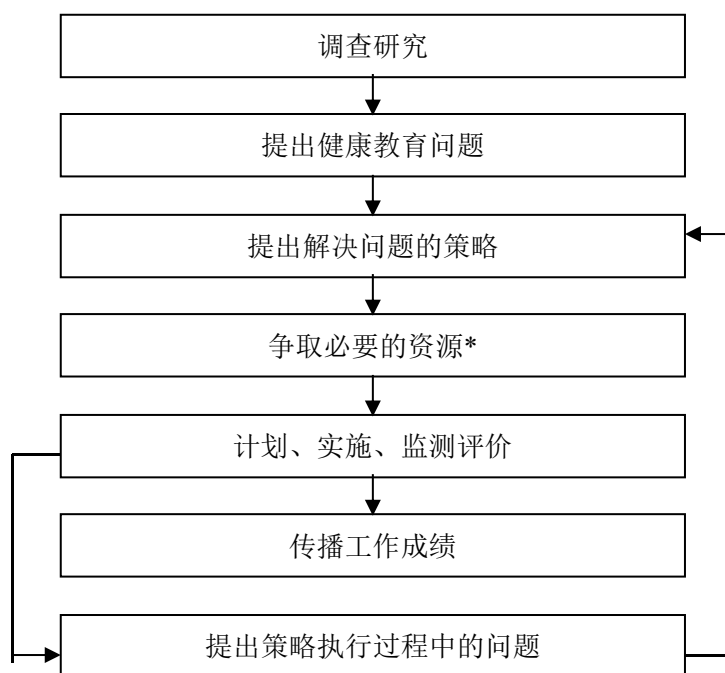 调查研究
提出健康教育问题
提出解决问题的策略
争取必要的资源*
计划、实施、监测评价
传播工作成绩
提出策略执行过程中的问题